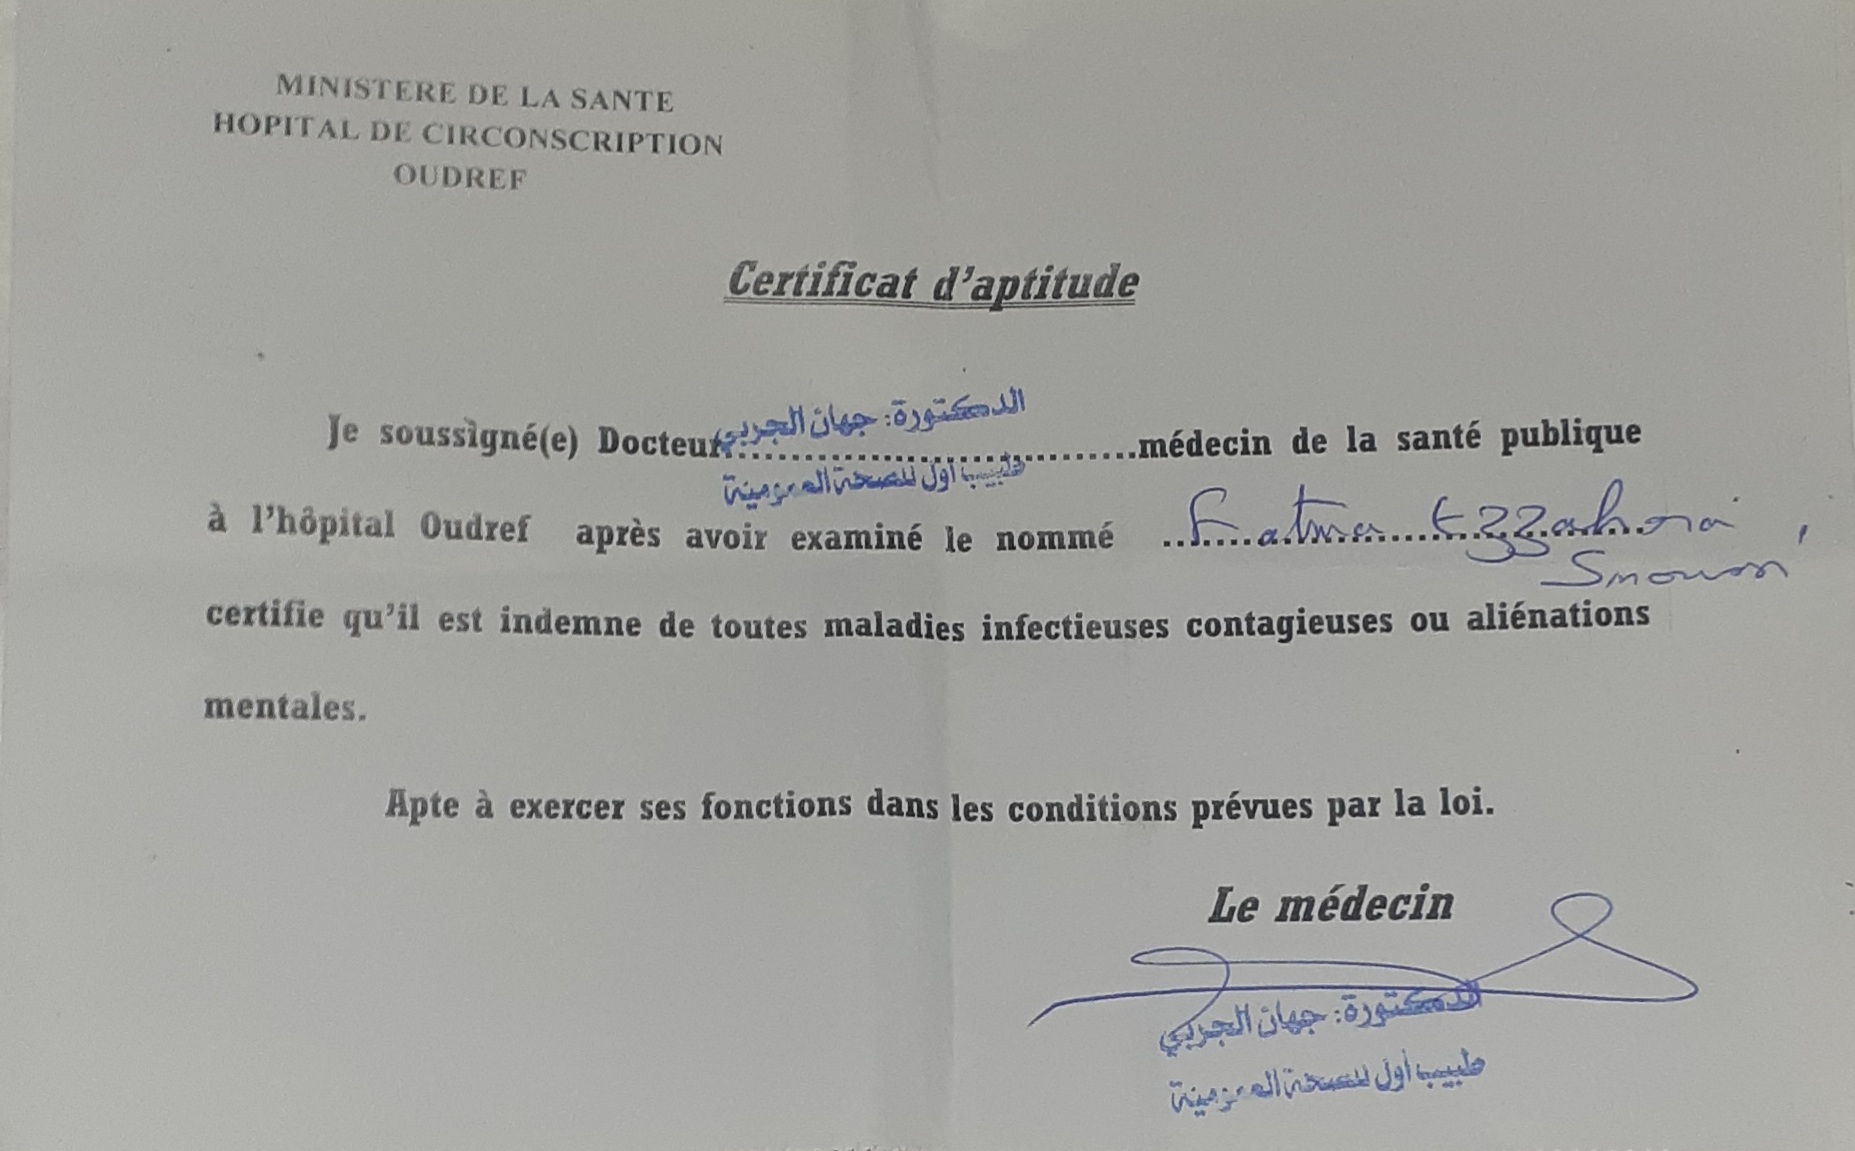 MINISTERE DE LA SANTE
HOPITAL DE CIRCONSCRIPTION
OUDREF
Certificat d'aptitude
الدكتورة: جهان الجربي
Je soussigné(e) Docteur:..............................médecin de la santé publique
طبيب أول للصحة العمومية
à l'hôpital Oudref après avoir examiné le nommé Fatma Ezzahra
certifie qu'il est indemne de toutes maladies infectieuses contagieuses ou aliénations
mentales.
Apte à exercer ses fonctions dans les conditions prévues par la loi.
Le médecin
الدكتورة: جهان الجربي
طبيب أول للصحة العمومية